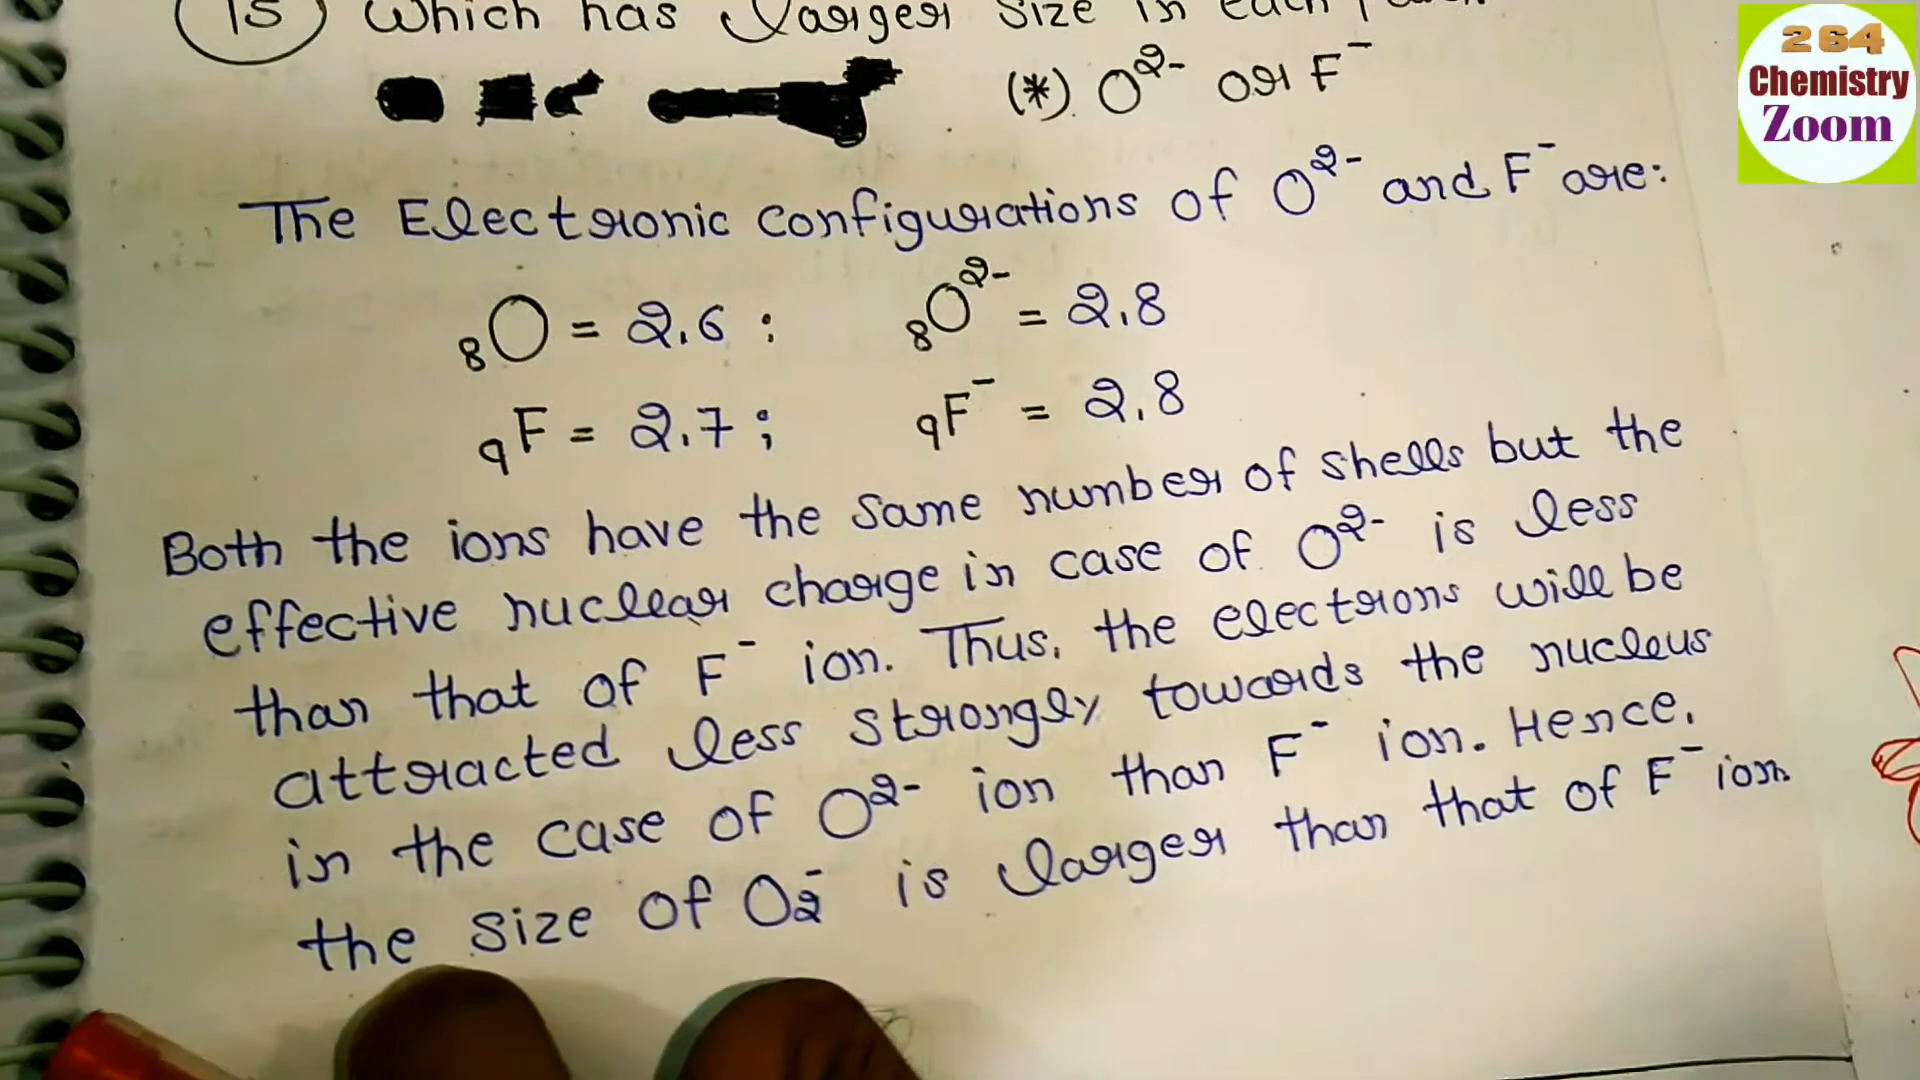 15 Which has larger size in each
(*) O²⁻ or F⁻
The Electronic configurations of O²⁻ and F⁻ are:
₈O = 2,6 : ₈O²⁻ = 2,8
₉F = 2,7 ; ₉F⁻ = 2,8
Both the ions have the same number of shells but the
effective nuclear charge in case of O²⁻ is less
than that of F⁻ ion. Thus, the electrons will be
attracted less strongly towards the nucleus
in the case of O²⁻ ion than F⁻ ion. Hence,
the size of O₂⁻ is larger than that of F⁻ ion
264
Chemistry
Zoom